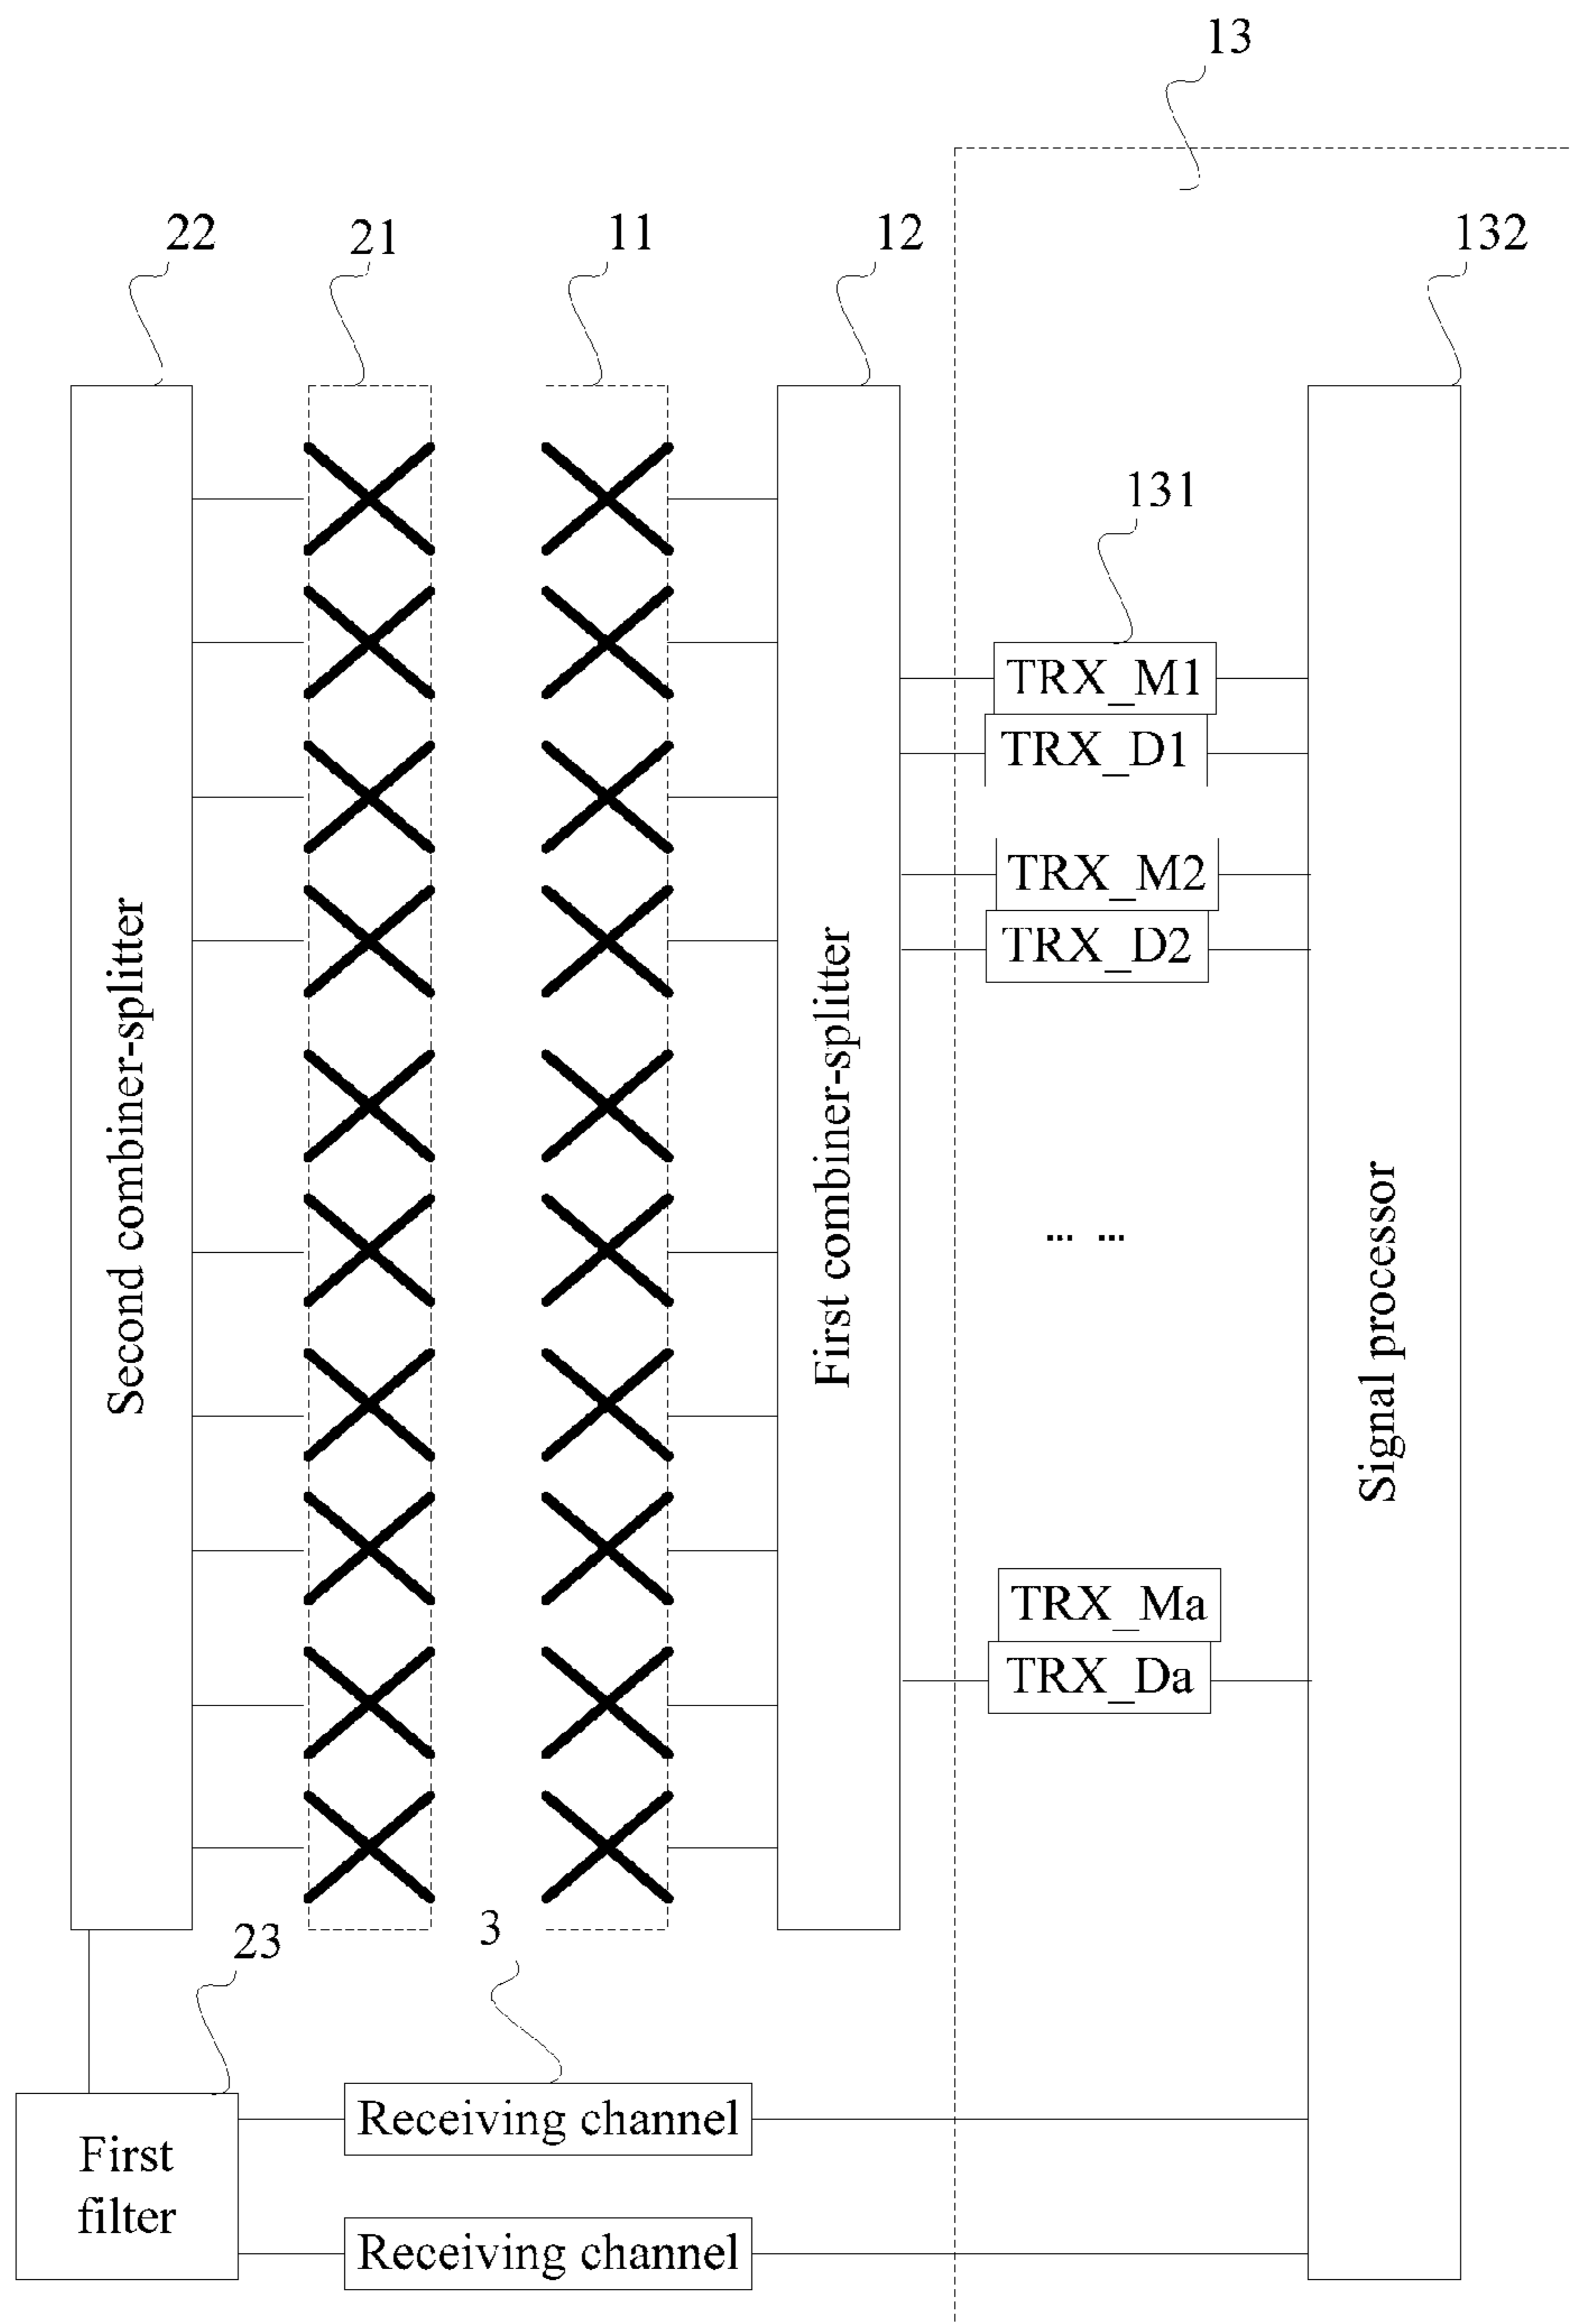 13
22
21
11
12
132
131
TRX_M1
TRX_D1
TRX_M2
TRX_D2
Second combiner-splitter
First combiner-splitter
... ...
Signal processor
TRX_Ma
TRX_Da
23
3
Receiving channel
First
filter
Receiving channel